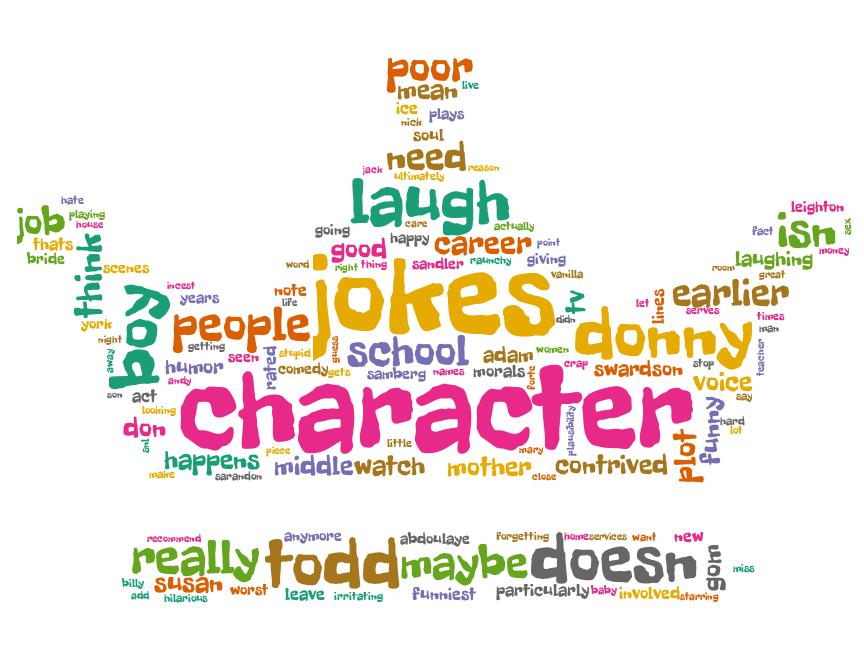 poor
mean live
ice plays
nick
soul
need
jack reason
ultimately
laugh
hate
job playing
house
thats
bride
think
scenes
leighton
fact isn sex
money
laughing
room
great
going care actually
happy
good career point
word right thing sandler raunchy giving
vanilla
incest
years
note
life
boy
york
people
jokes
tv
didn
let lines earlier
serves
times
man
donny
night
getting
seen
rated
stupid
guess
school
adam women
crap swardson stop
teacher
away
humor
andy
comedy gets
samberg names morals
forte
voice
say
son act
looking
character
don
snl
plausibility
funny hard
lot
little
mary
plot
happens piece
middle watch mother contrived
close
make sarandon
recommend anymore abdoulaye forgetting homeservices want new
really todd maybe doesn gom miss
billy susan worst
add hilarious leave irritating funniest particularly baby involved starring